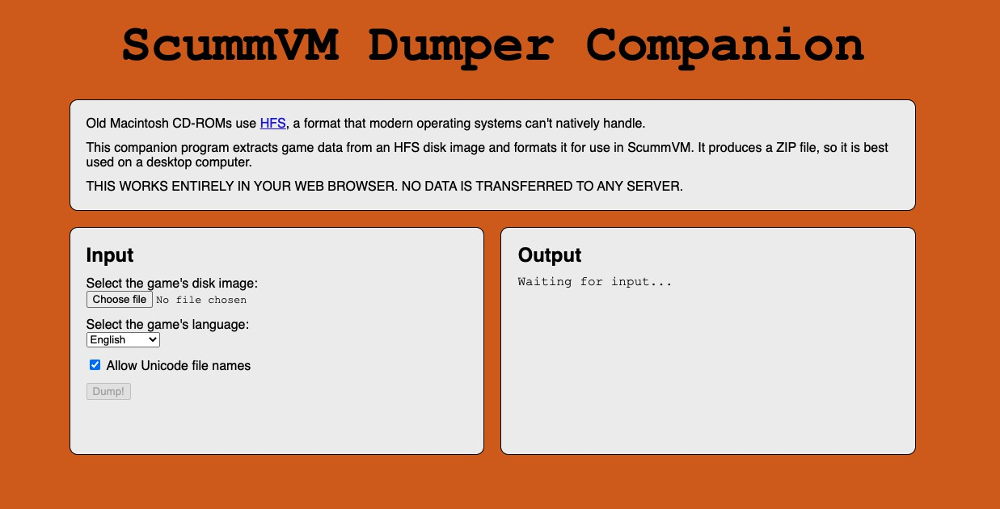 ScummVM Dumper Companion
Old Macintosh CD-ROMs use HFS, a format that modern operating systems can't natively handle.
This companion program extracts game data from an HFS disk image and formats it for use in ScummVM. It produces a ZIP file, so it is best
used on a desktop computer.
THIS WORKS ENTIRELY IN YOUR WEB BROWSER. NO DATA IS TRANSFERRED TO ANY SERVER.
Input
Select the game's disk image:
Choose file No file chosen
Select the game's language:
English
Allow Unicode file names
Dump!
Output
Waiting for input...